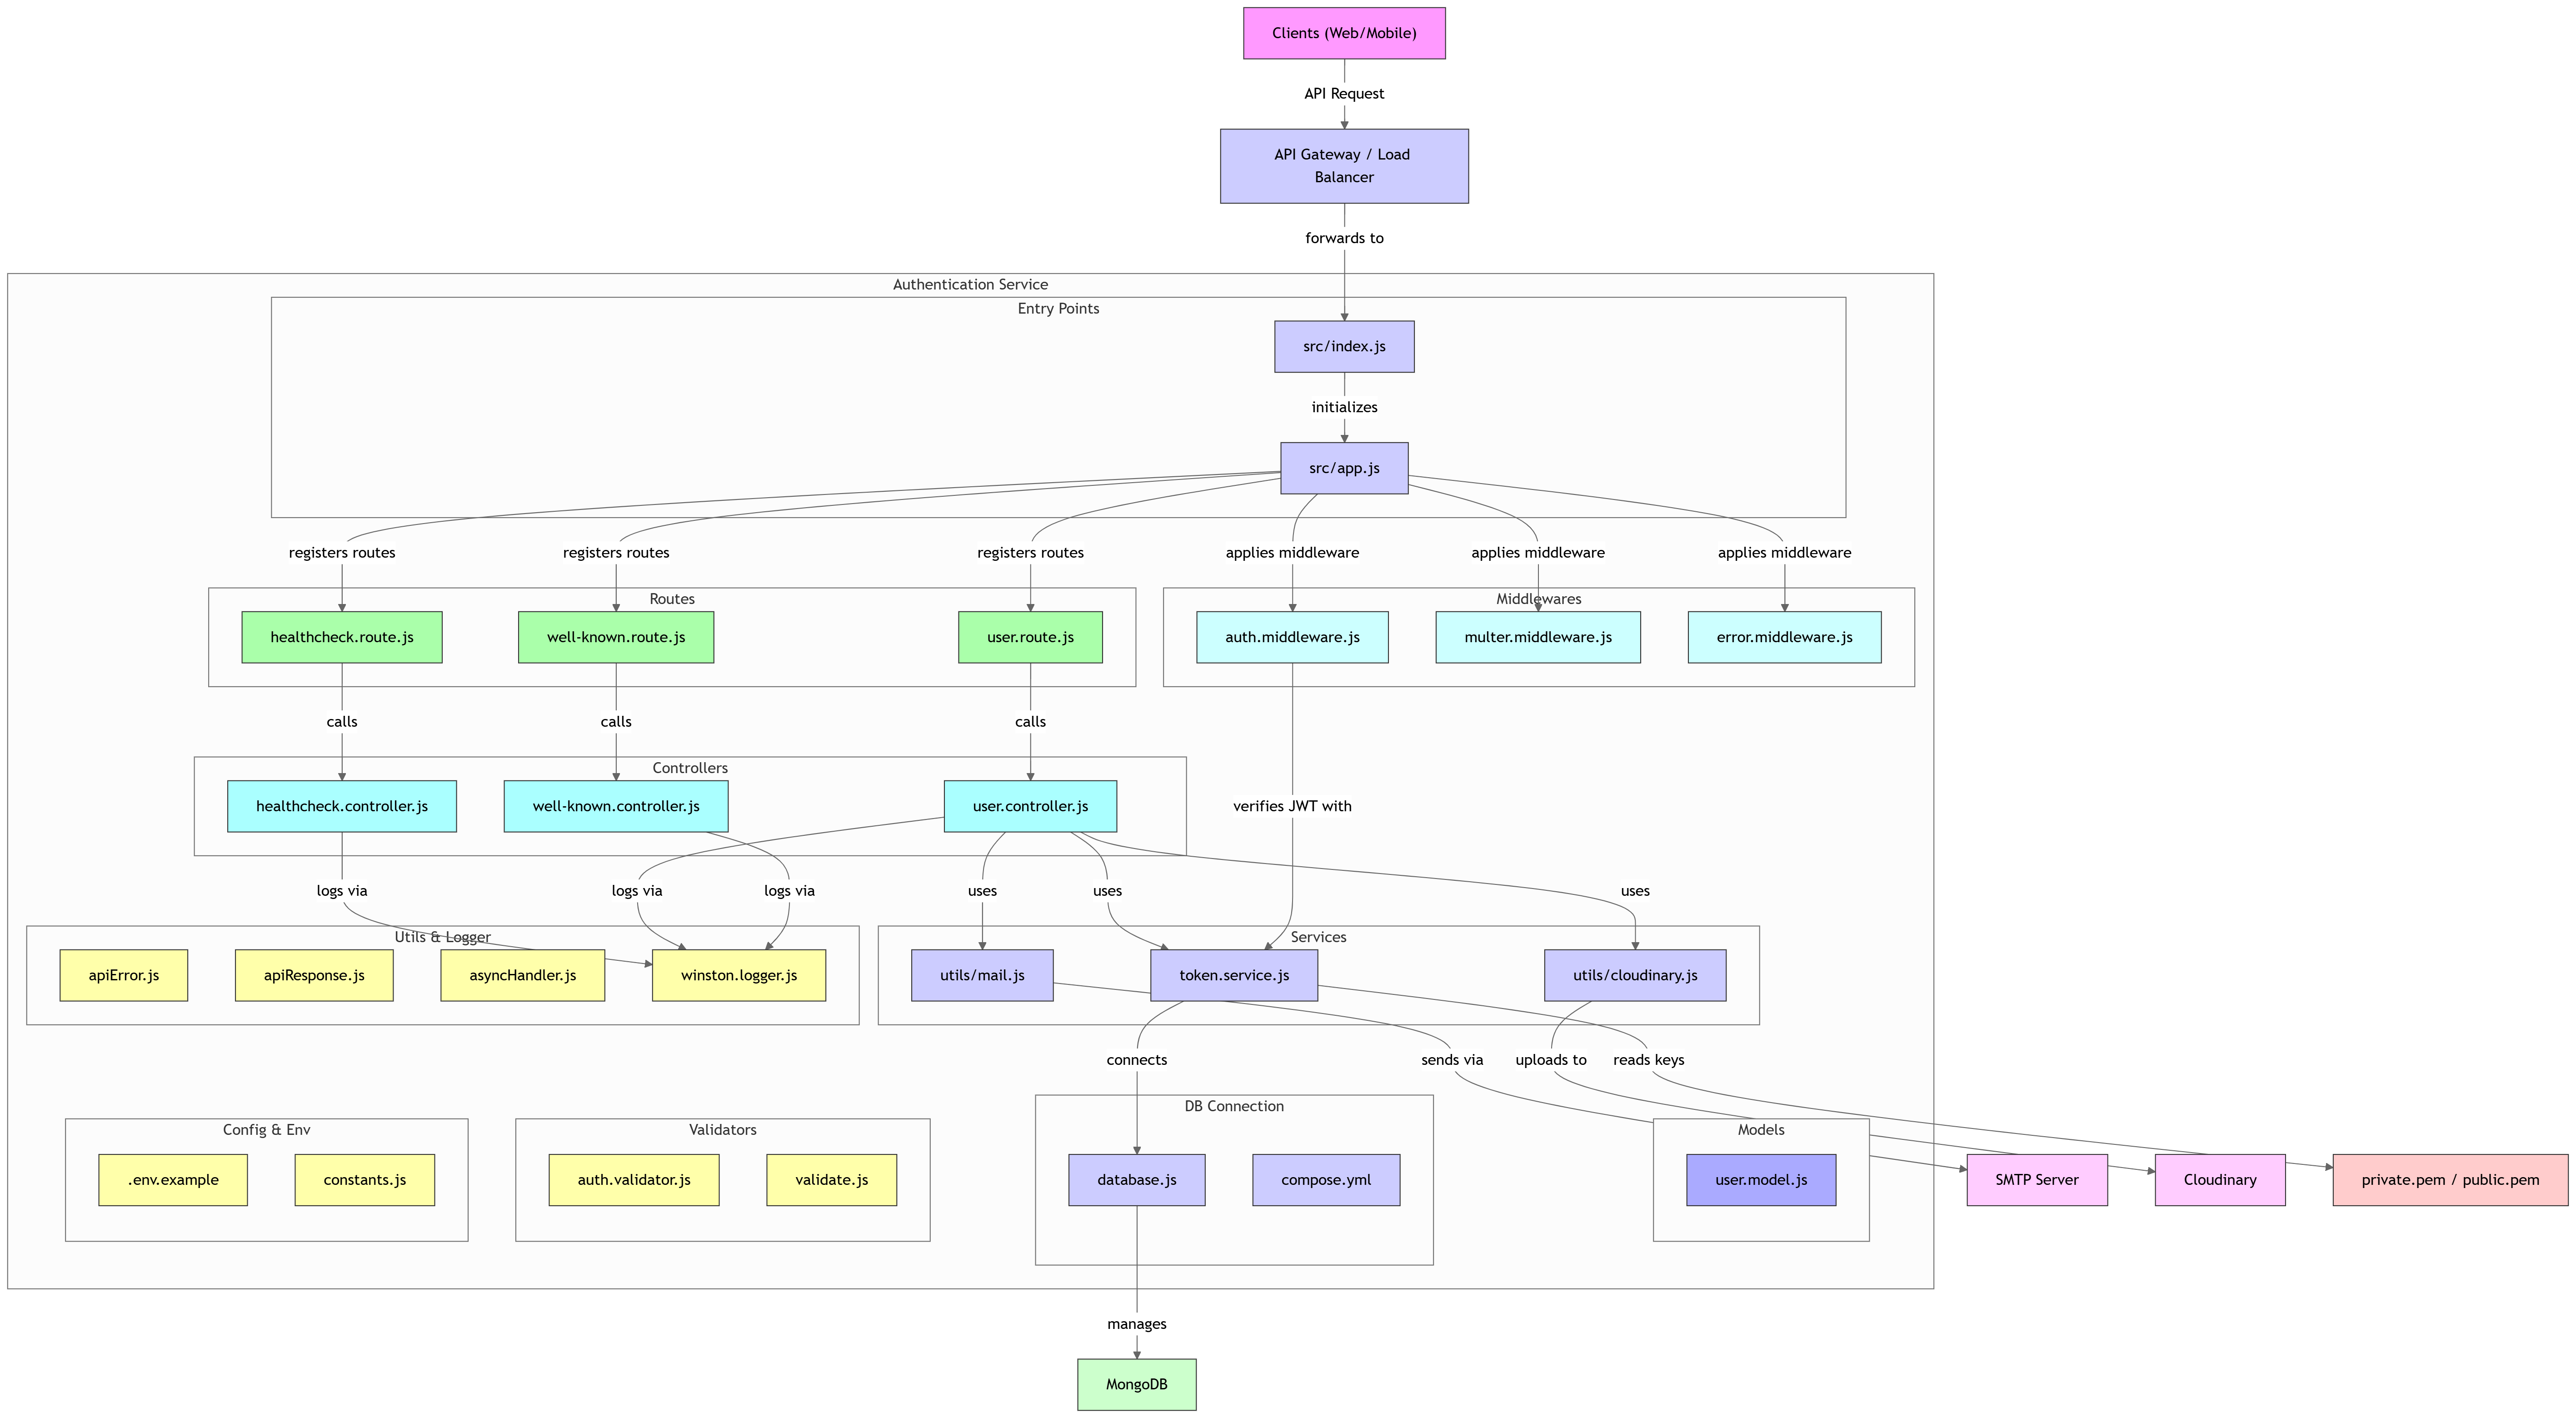 Clients (Web/Mobile)
API Request
API Gateway / Load
Balancer
forwards to
Authentication Service
Entry Points
src/index.js
initializes
src/app.js
registers routes
registers routes
registers routes
applies middleware
applies middleware
applies middleware
Routes
Middlewares
healthcheck.route.js
well-known.route.js
user.route.js
auth.middleware.js
multer.middleware.js
error.middleware.js
calls
calls
calls
Controllers
healthcheck.controller.js
well-known.controller.js
user.controller.js
verifies JWT with
logs via
logs via
logs via
uses
uses
uses
Utils & Logger
Services
apiError.js
apiResponse.js
asyncHandler.js
winston.logger.js
utils/mail.js
token.service.js
utils/cloudinary.js
connects
sends via
uploads to
reads keys
DB Connection
Config & Env
Validators
Models
.env.example
constants.js
auth.validator.js
validate.js
database.js
compose.yml
user.model.js
SMTP Server
Cloudinary
private.pem / public.pem
manages
MongoDB